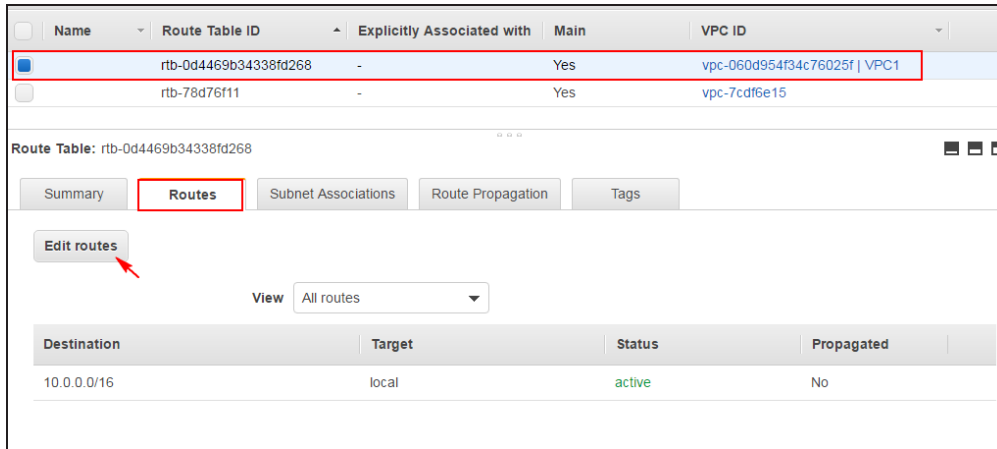 Name Route Table ID Explicitly Associated with Main VPC ID
rtb-0d4469b34338fd268 - Yes vpc-060d954f34c76025f | VPC1
rtb-78d76f11 - Yes vpc-7cdf6e15
Route Table: rtb-0d4469b34338fd268
Summary Routes Subnet Associations Route Propagation Tags
Edit routes
View All routes
Destination Target Status Propagated
10.0.0.0/16 local active No